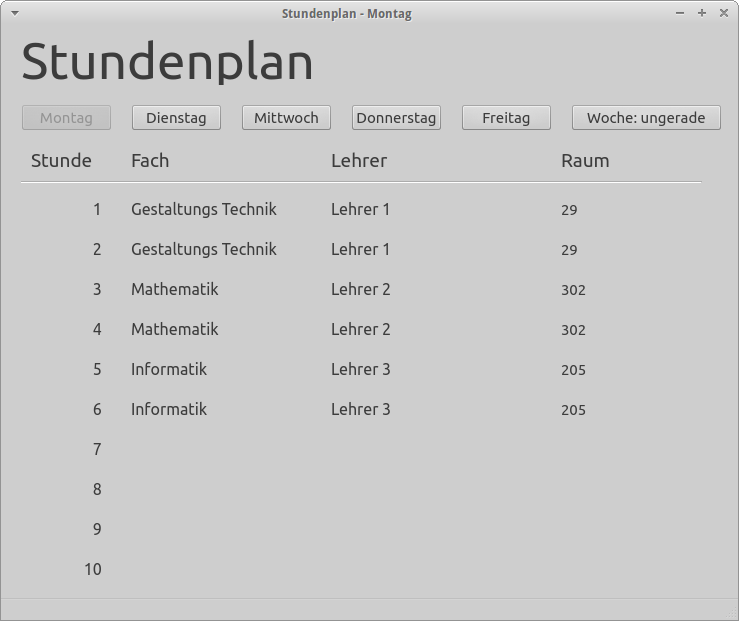 Stundenplan - Montag
Stundenplan
Montag Dienstag Mittwoch Donnerstag Freitag Woche: ungerade
Stunde Fach Lehrer Raum
1 Gestaltungs Technik Lehrer 1 29
2 Gestaltungs Technik Lehrer 1 29
3 Mathematik Lehrer 2 302
4 Mathematik Lehrer 2 302
5 Informatik Lehrer 3 205
6 Informatik Lehrer 3 205
7
8
9
10